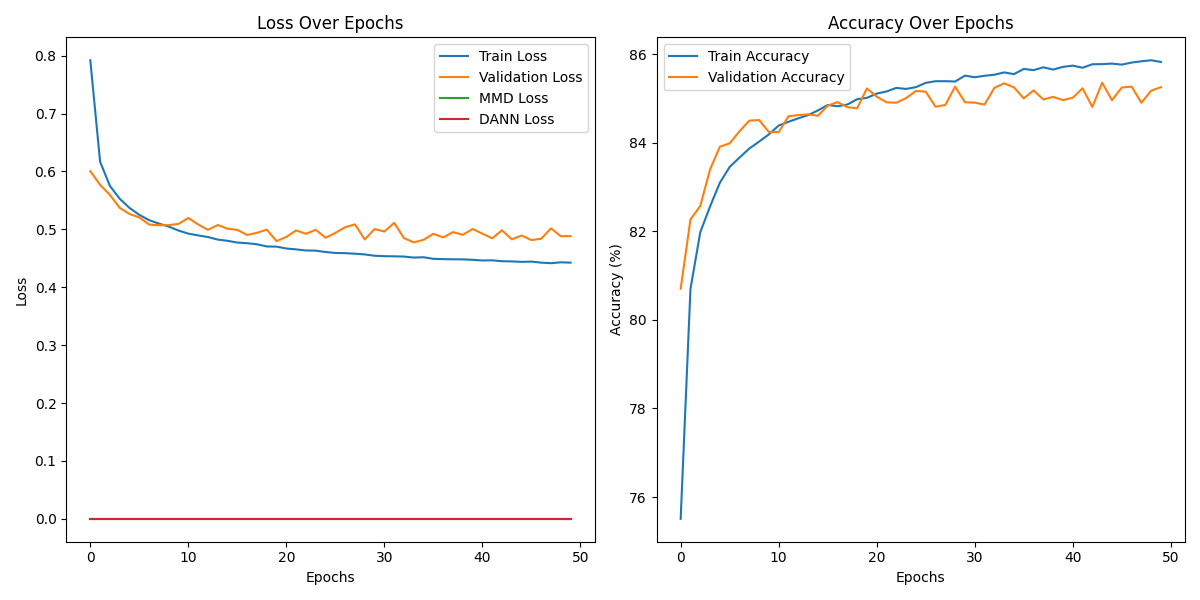 Loss Over Epochs
Loss
0.8
0.7
0.6
0.5
0.4
0.3
0.2
0.1
0.0
Train Loss
Validation Loss
MMD Loss
DANN Loss
0 10 20 30 40 50
Epochs
Accuracy Over Epochs
Accuracy (%)
86
84
82
80
78
76
Train Accuracy
Validation Accuracy
0 10 20 30 40 50
Epochs